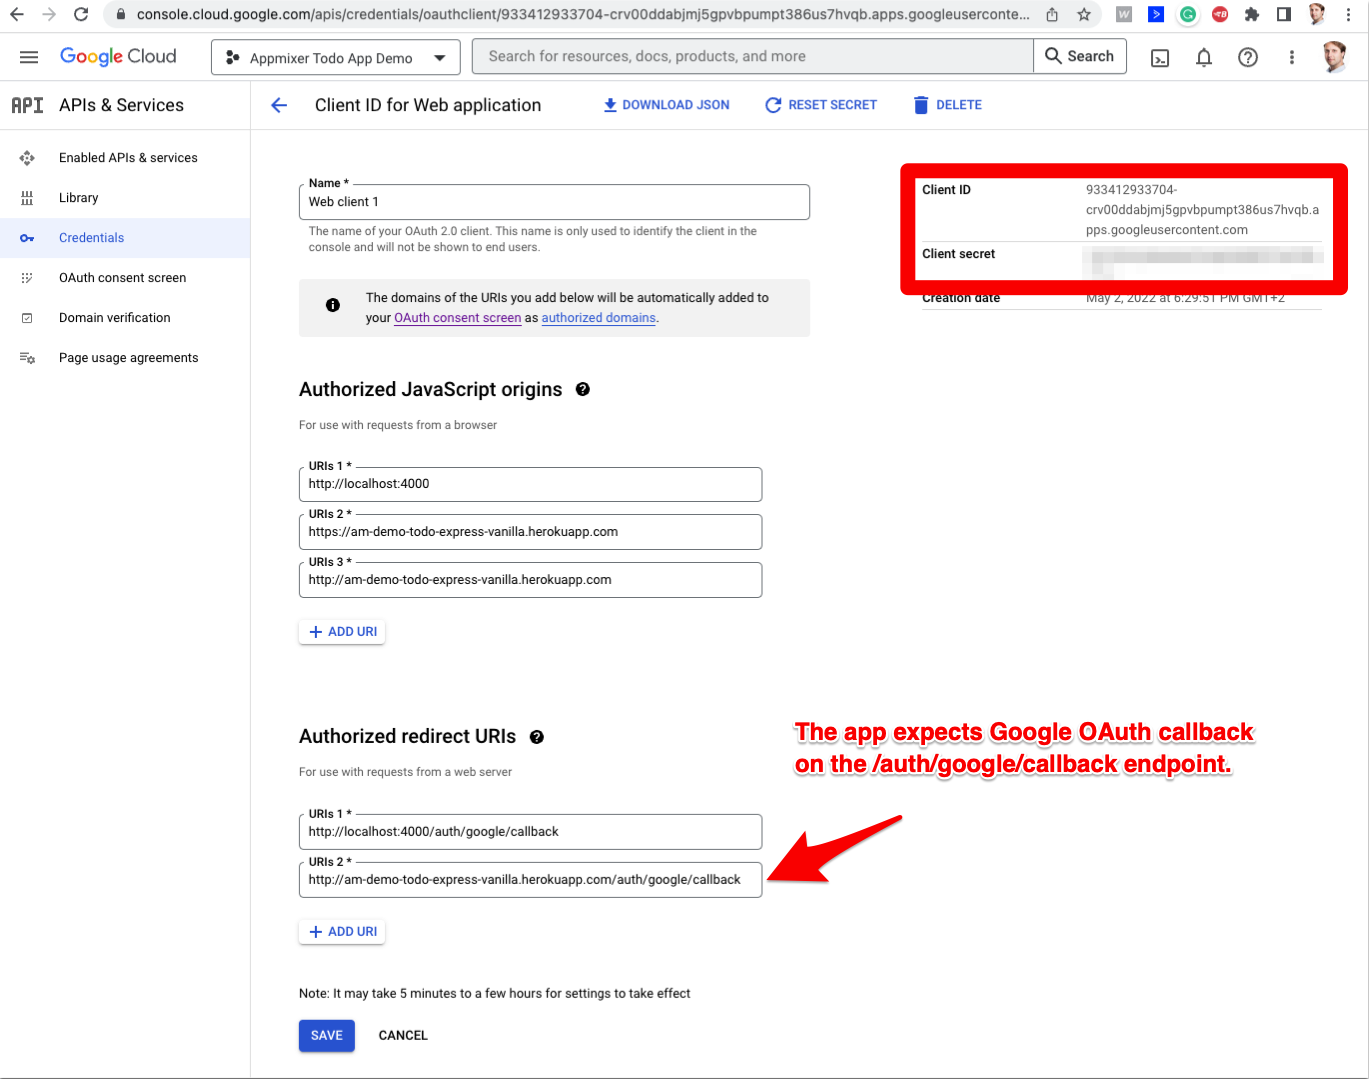 console.cloud.google.com/apis/credentials/oauthclient/933412933704-crv00ddabjmj5gpvbpumpt386us7hvqb.apps.googleuserconte...
Google Cloud
Appmixer Todo App Demo
Search for resources, docs, products, and more
Search
API APIs & Services
Client ID for Web application
DOWNLOAD JSON
RESET SECRET
DELETE
Enabled APIs & services
Library
Credentials
OAuth consent screen
Domain verification
Page usage agreements
Name *
Web client 1
The name of your OAuth 2.0 client. This name is only used to identify the client in the
console and will not be shown to end users.
The domains of the URIs you add below will be automatically added to
your OAuth consent screen as authorized domains.
Client ID
933412933704-
crv00ddabjmj5gpvbpumpt386us7hvqb.a
pps.googleusercontent.com
Client secret
Creation date
May 2, 2022 at 6:29:51 PM GMT+2
Authorized JavaScript origins
For use with requests from a browser
URIs 1 *
http://localhost:4000
URIs 2 *
https://am-demo-todo-express-vanilla.herokuapp.com
URIs 3 *
http://am-demo-todo-express-vanilla.herokuapp.com
+ ADD URI
Authorized redirect URIs
For use with requests from a web server
The app expects Google OAuth callback
on the /auth/google/callback endpoint.
URIs 1 *
http://localhost:4000/auth/google/callback
URIs 2 *
http://am-demo-todo-express-vanilla.herokuapp.com/auth/google/callback
+ ADD URI
Note: It may take 5 minutes to a few hours for settings to take effect
SAVE
CANCEL